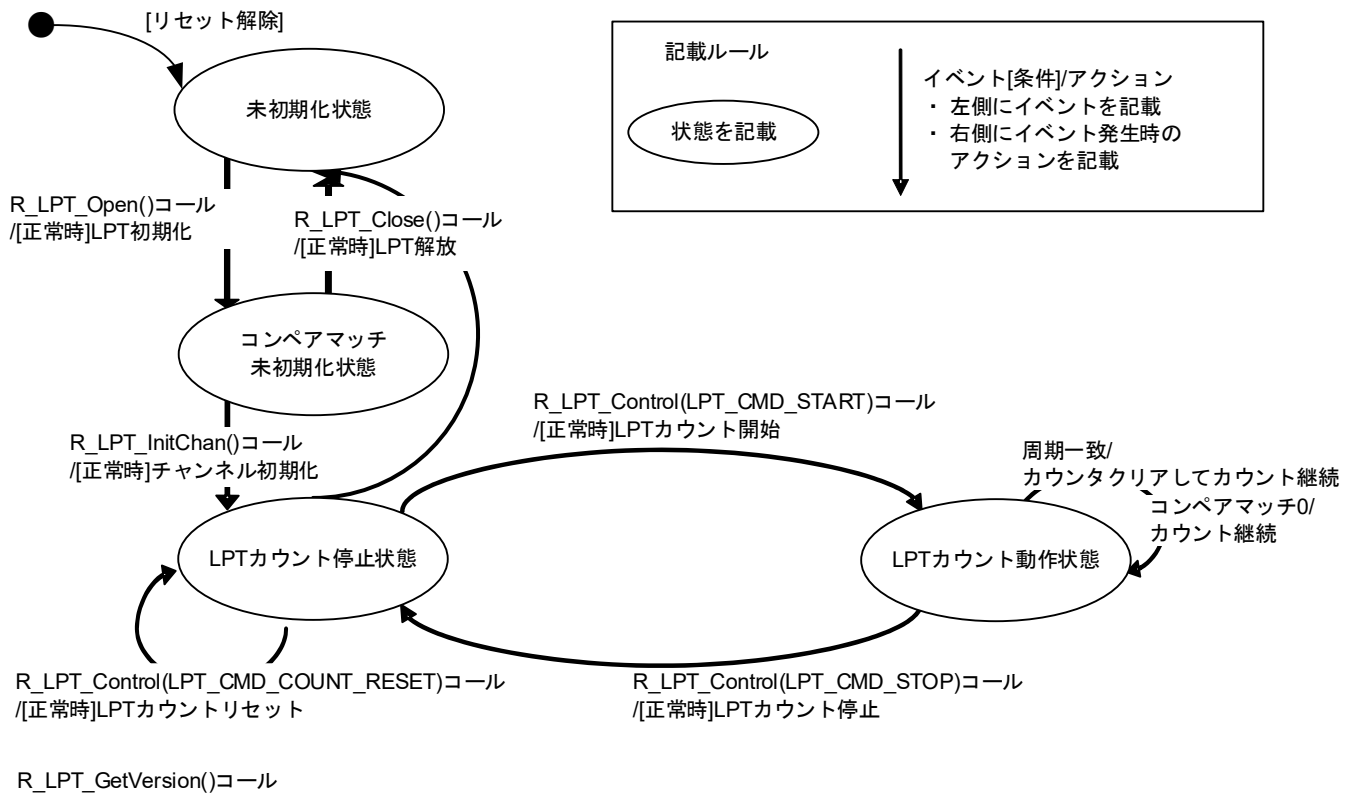 [リセット解除]
未初期化状態
記載ルール
状態を記載
イベント[条件]/アクション
・ 左側にイベントを記載
・ 右側にイベント発生時の
アクションを記載
R_LPT_Open()コール
/[正常時]LPT初期化
R_LPT_Close()コール
/[正常時]LPT解放
コンペアマッチ
未初期化状態
R_LPT_InitChan()コール
/[正常時]チャンネル初期化
R_LPT_Control(LPT_CMD_START)コール
/[正常時]LPTカウント開始
周期一致/
カウンタクリアしてカウント継続
コンペアマッチ0/
カウント継続
LPTカウント停止状態
LPTカウント動作状態
R_LPT_Control(LPT_CMD_COUNT_RESET)コール
/[正常時]LPTカウントリセット
R_LPT_Control(LPT_CMD_STOP)コール
/[正常時]LPTカウント停止
R_LPT_GetVersion()コール